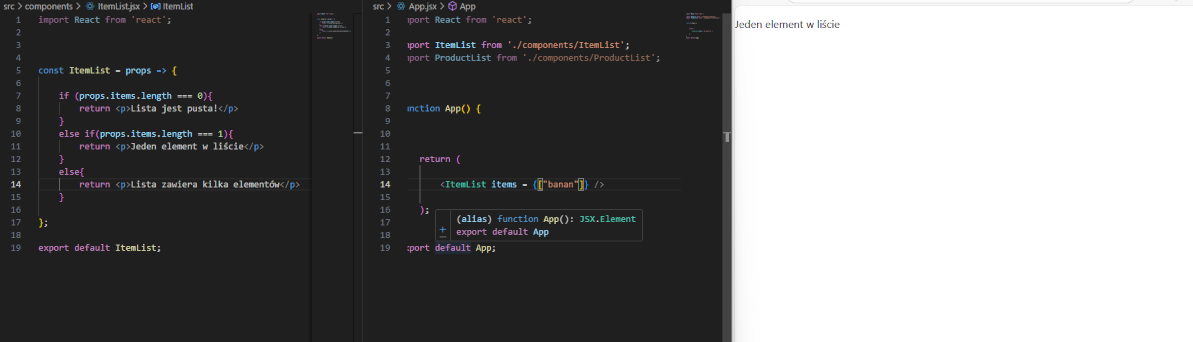 src > components > ItemList.jsx > ItemList
1 import React from 'react';
2
3
4
5 const ItemList = props => {
6
7 if (props.items.length === 0){
8 return <p>Lista jest pusta!</p>
9 }
10 else if(props.items.length === 1){
11 return <p>Jeden element w liście</p>
12 }
13 else{
14 return <p>Lista zawiera kilka elementów</p>
15 }
16
17 };
18
19 export default ItemList;
src > App.jsx > App
1 mport React from 'react';
2
3 mport ItemList from './components/ItemList';
4 mport ProductList from './components/ProductList';
5
6
7
8 unction App() {
9
10
11
12 return (
13
14 <ItemList items = {["banan"]} />
15
16 );
17 (alias) function App(): JSX.Element
18 + export default App
19 port default App;
Jeden element w liście